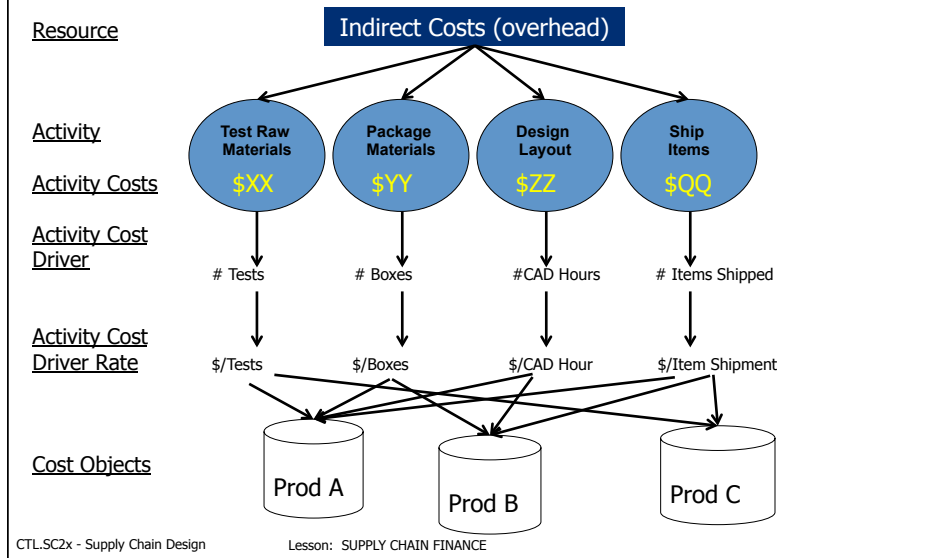 Resource
Indirect Costs (overhead)
Activity
Test Raw
Materials
Package
Materials
Design
Layout
Ship
Items
Activity Costs
$XX
$YY
$ZZ
$QQ
Activity Cost
Driver
# Tests
# Boxes
#CAD Hours
# Items Shipped
Activity Cost
Driver Rate
$/Tests
$/Boxes
$/CAD Hour
$/Item Shipment
Cost Objects
Prod A
Prod B
Prod C
CTL.SC2x - Supply Chain Design
Lesson: SUPPLY CHAIN FINANCE